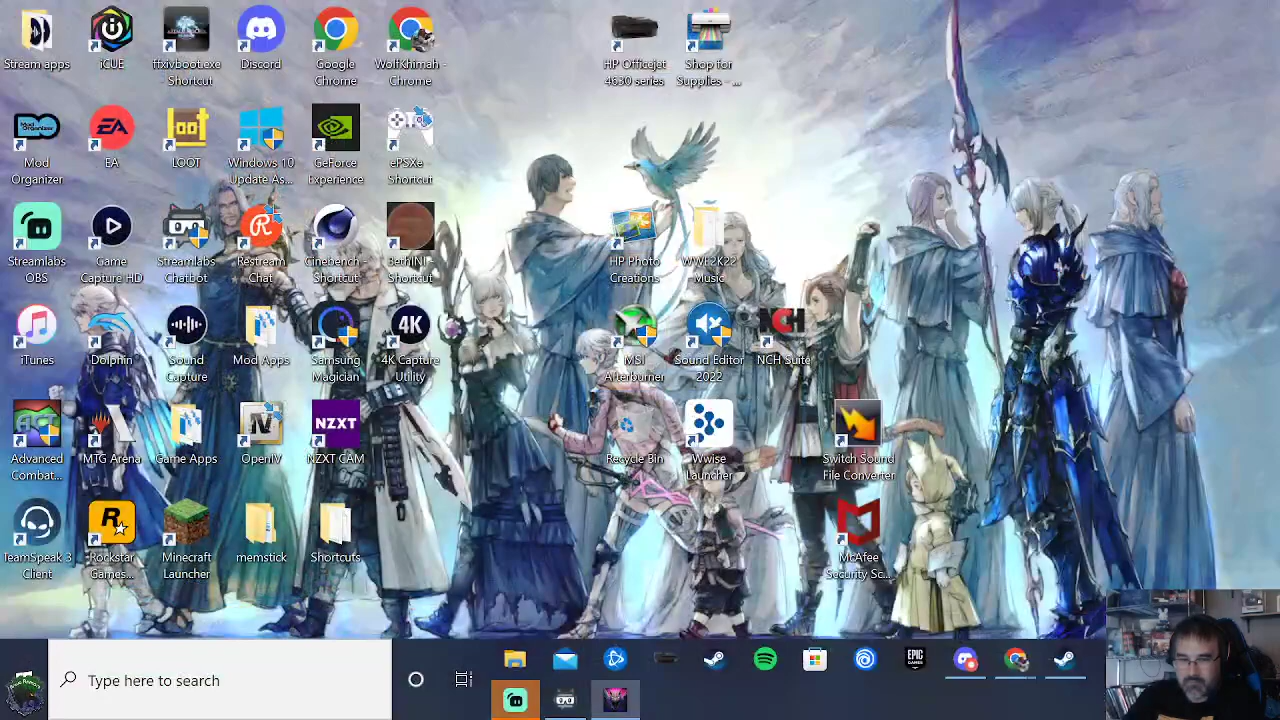 Stream apps
iCUE
ffxivboot.exe
- Shortcut
Discord
Google
Chrome
WolfXhimah -
Chrome
HP Officejet
4630 series
Shop for
Supplies - ...
Mod
Organizer
EA
LOOT
Windows 10
Update As...
GeForce
Experience
ePSXe -
Shortcut
Streamlabs
OBS
Game
Capture HD
Streamlabs
Chatbot
Restream
Chat
Cinebench -
Shortcut
BethINI -
Shortcut
HP Photo
Creations
WWE2K22
Music
4K
NCH
iTunes
Dolphin
Sound
Capture
Mod Apps
Samsung
Magician
4K Capture
Utility
MSI
Afterburner
Sound Editor
2022
NCH Suite
NZXT
Advanced
Combat...
MTG Arena
Game Apps
OpenIV
NZXT CAM
Recycle Bin
Wwise
Launcher
Switch Sound
File Converter
TeamSpeak 3
Client
Rockstar
Games...
Minecraft
Launcher
memstick
Shortcuts
McAfee
Security Sc...
Type here to search
EPIC
GAMES